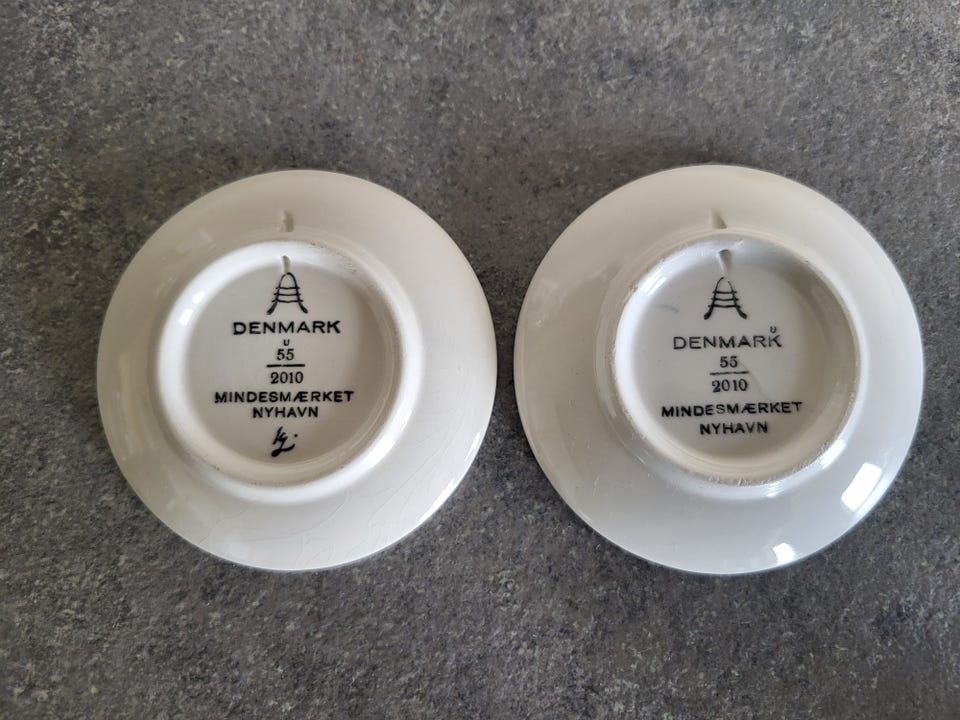 DENMARK
U
55
2010
MINDESMÆRKET
NYHAVN
DENMARK
U
55
2010
MINDESMÆRKET
NYHAVN